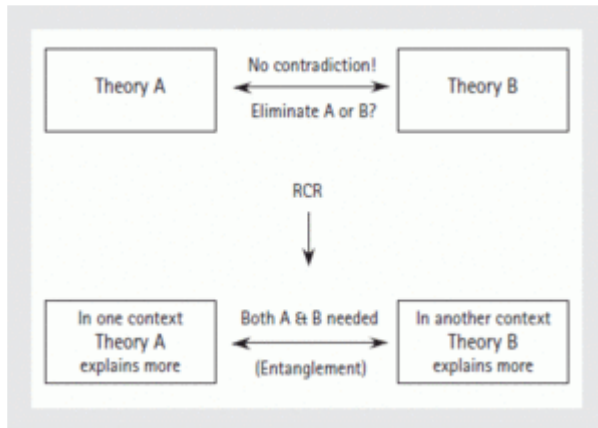 Theory A
No contradiction!
Eliminate A or B?
Theory B
RCR
In one context
Theory A
explains more
Both A & B needed
(Entanglement)
In another context
Theory B
explains more